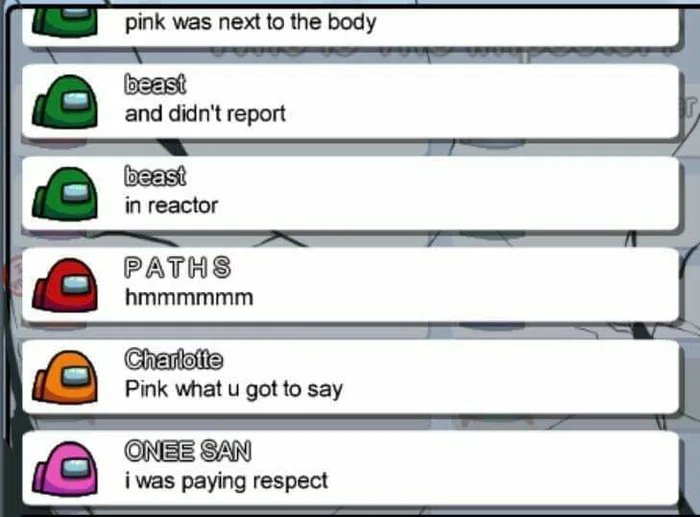 pink was next to the body
beast
and didn't report
beast
in reactor
P A T H S
hmmmmmm
Charlotte
Pink what u got to say
ONEE SAN
i was paying respect